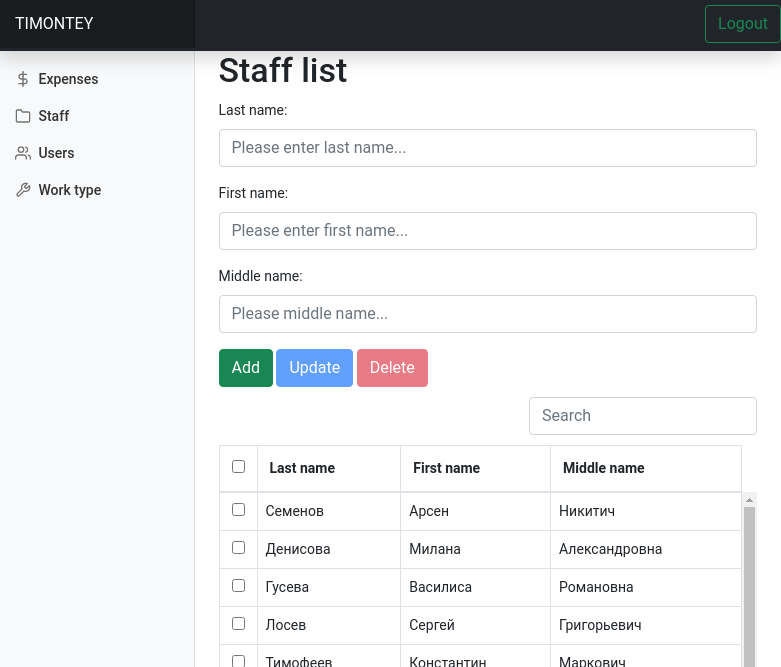 TIMONTEY
Logout
Expenses
Staff
Users
Work type
Staff list
Last name:
Please enter last name...
First name:
Please enter first name...
Middle name:
Please middle name...
Add Update Delete
Search
Last name First name Middle name
Семенов Арсен Никитич
Денисова Милана Александровна
Гусева Василиса Романовна
Лосев Сергей Григорьевич
Тимофеев Константин Маркович